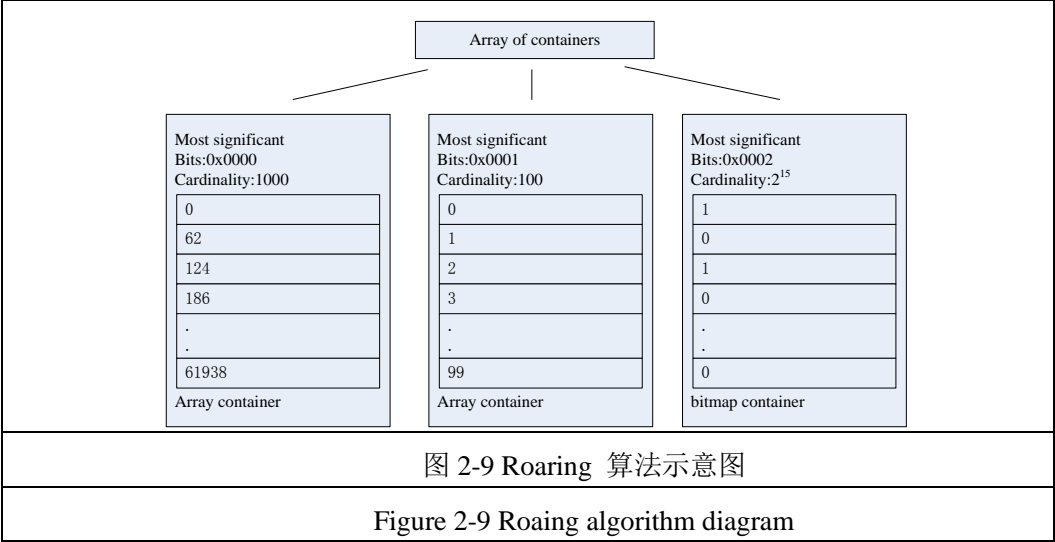 Array of containers
Most significant
Bits:0x0000
Cardinality:1000
0
62
124
186
.
.
61938
Array container
Most significant
Bits:0x0001
Cardinality:100
0
1
2
3
.
.
99
Array container
Most significant
Bits:0x0002
Cardinality:2¹⁵
1
0
1
0
.
.
0
bitmap container
图 2-9 Roaring 算法示意图
Figure 2-9 Roaing algorithm diagram